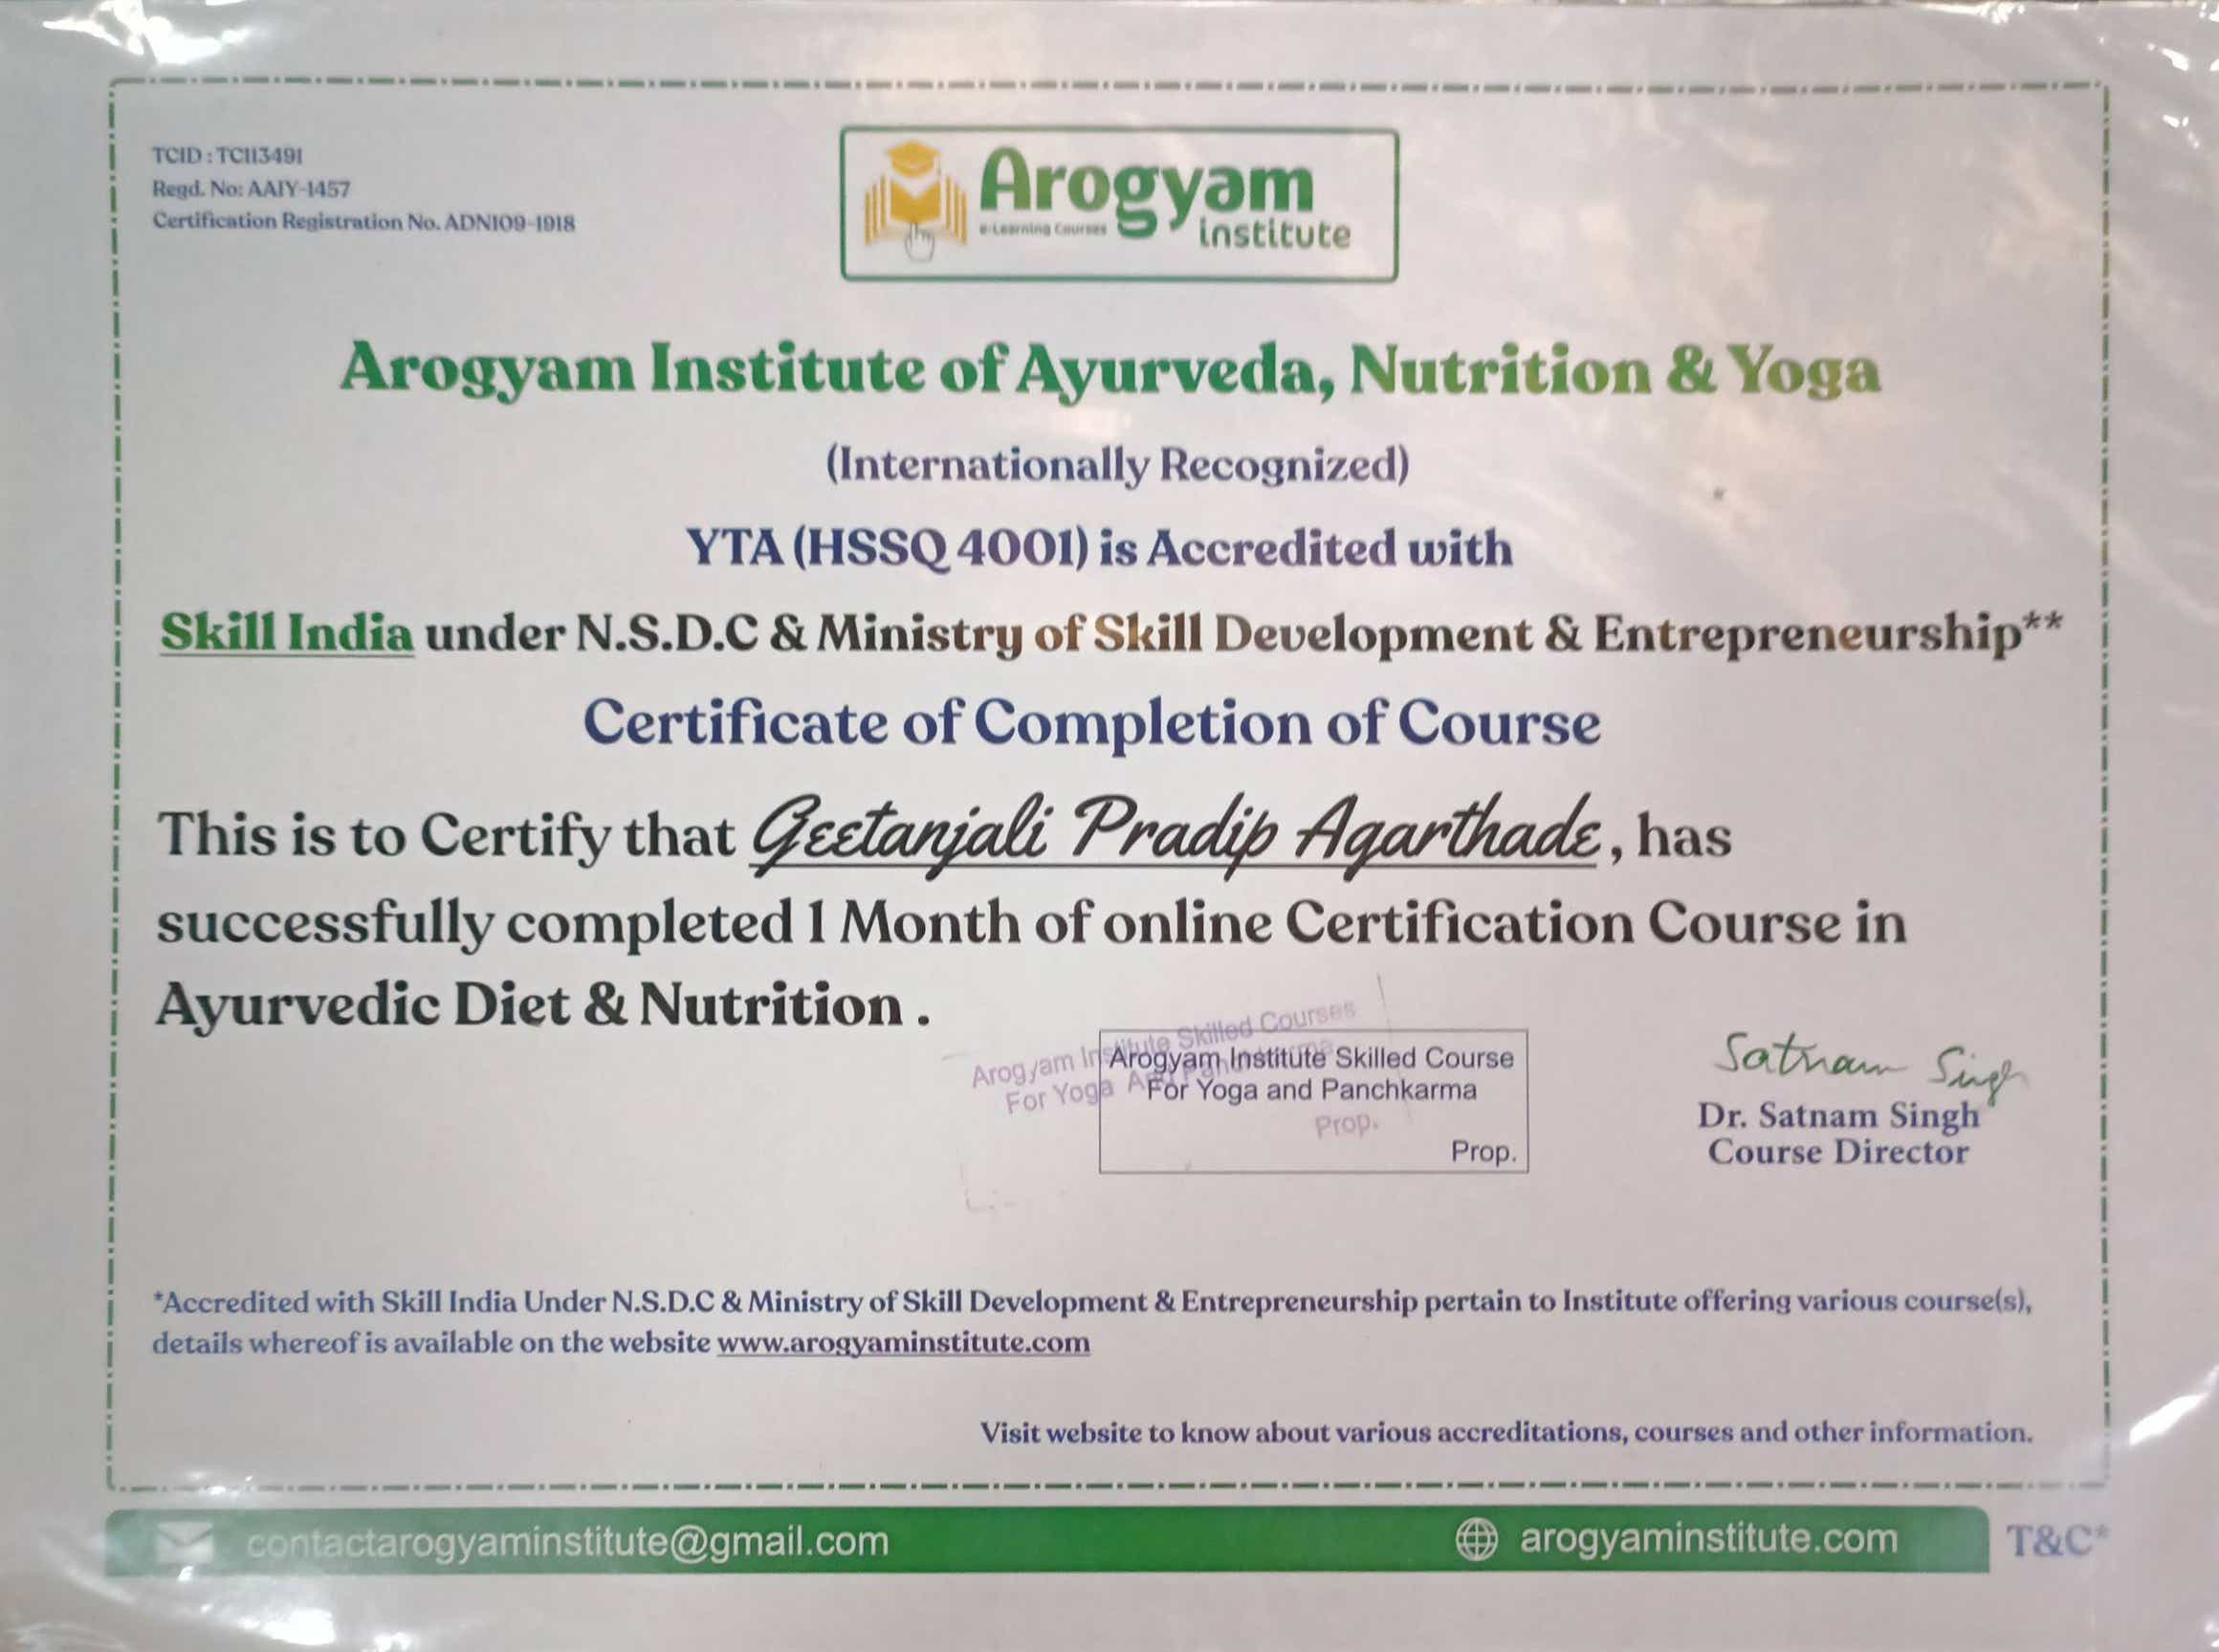 TCID : TC113491
Regd. No: AAIY-1457
Certification Registration No. ADN109-1918
Arogyam
e-Learning Courses
institute
Arogyam Institute of Ayurveda, Nutrition & Yoga
(Internationally Recognized)
YTA (HSSQ 4001) is Accredited with
Skill India under N.S.D.C & Ministry of Skill Development & Entrepreneurship**
Certificate of Completion of Course
This is to Certify that Geetanjali Pradip Agarthade, has
successfully completed 1 Month of online Certification Course in
Ayurvedic Diet & Nutrition .
Arogyam Institute Skilled Courses
For Yoga And
Prop.
Arogyam Institute Skilled Course
For Yoga and Panchkarma
Prop.
Satnam Singh
Dr. Satnam Singh
Course Director
*Accredited with Skill India Under N.S.D.C & Ministry of Skill Development & Entrepreneurship pertain to Institute offering various course(s),
details whereof is available on the website www.arogyaminstitute.com
Visit website to know about various accreditations, courses and other information.
contactarogyaminstitute@gmail.com
arogyaminstitute.com
T&C*